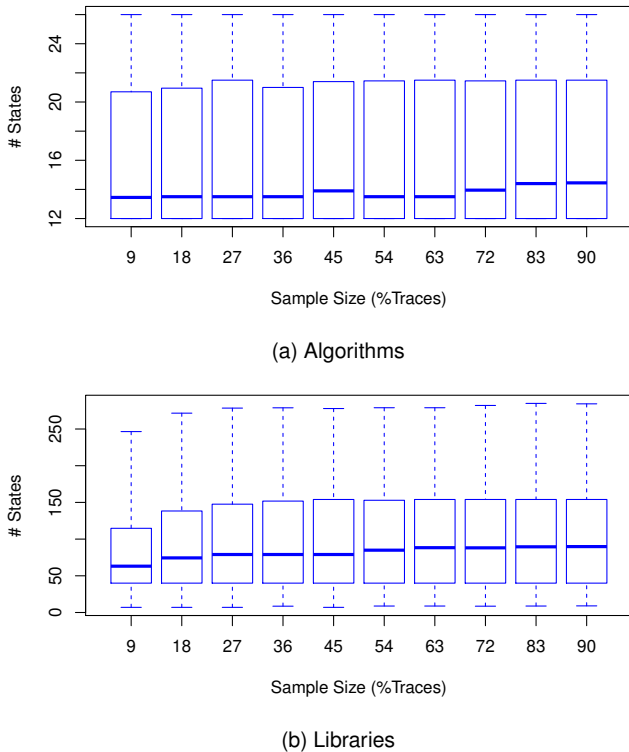 24
20
16
12
# States
9 18 27 36 45 54 63 72 83 90
Sample Size (%Traces)
(a) Algorithms
250
150
50
0
# States
9 18 27 36 45 54 63 72 83 90
Sample Size (%Traces)
(b) Libraries